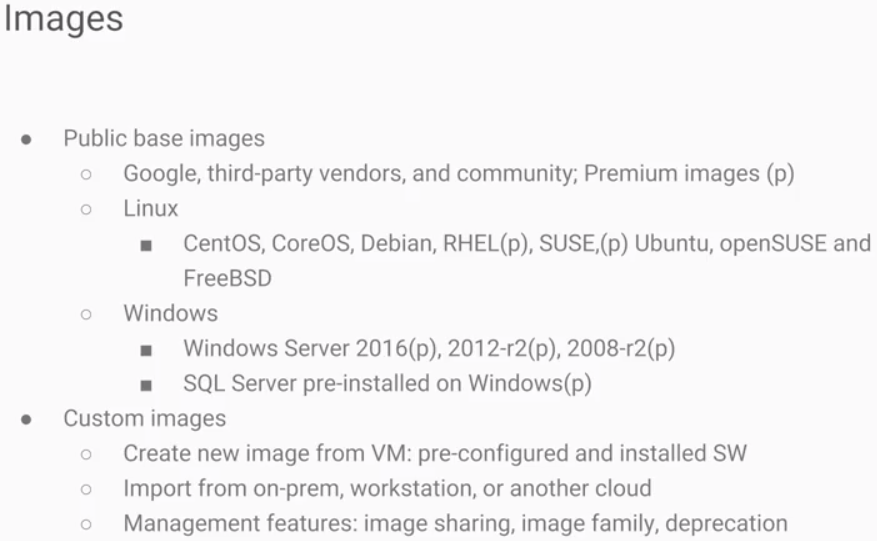 Images
● Public base images
○ Google, third-party vendors, and community; Premium images (p)
○ Linux
■ CentOS, CoreOS, Debian, RHEL(p), SUSE,(p) Ubuntu, openSUSE and
FreeBSD
○ Windows
■ Windows Server 2016(p), 2012-r2(p), 2008-r2(p)
■ SQL Server pre-installed on Windows(p)
● Custom images
○ Create new image from VM: pre-configured and installed SW
○ Import from on-prem, workstation, or another cloud
○ Management features: image sharing, image family, deprecation